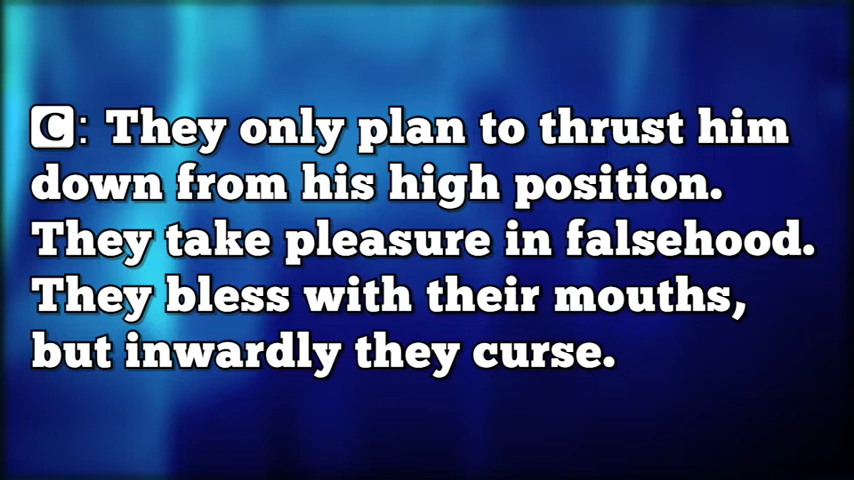 C: They only plan to thrust him
down from his high position.
They take pleasure in falsehood.
They bless with their mouths,
but inwardly they curse.